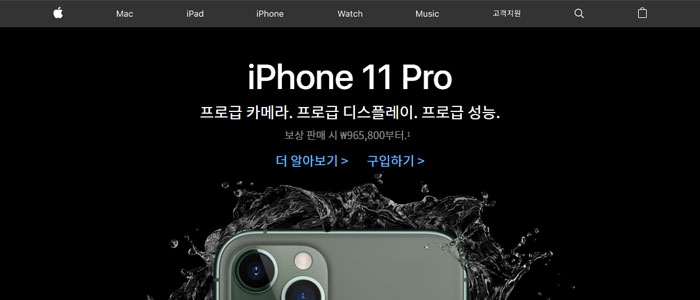 Mac iPad iPhone Watch Music 고객지원
iPhone 11 Pro
프로급 카메라. 프로급 디스플레이. 프로급 성능.
보상 판매 시 ₩965,800부터.1
더 알아보기 > 구입하기 >